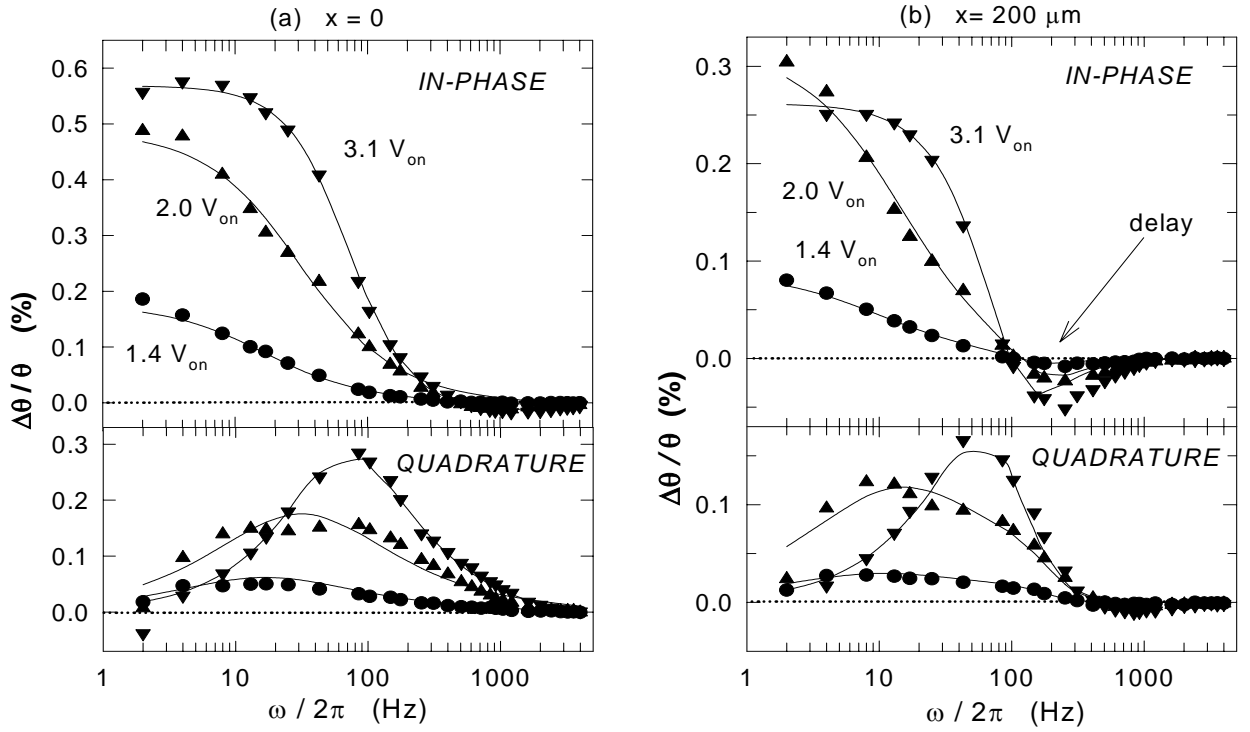 (a) x = 0
IN-PHASE
3.1 V_on
2.0 V_on
1.4 V_on
0.6
0.5
0.4
0.3
0.2
0.1
0.0
Δθ / θ (%)
QUADRATURE
0.3
0.2
0.1
0.0
1 10 100 1000
ω / 2π (Hz)
(b) x= 200 μm
IN-PHASE
3.1 V_on
2.0 V_on
1.4 V_on
delay
0.3
0.2
0.1
0.0
Δθ / θ (%)
QUADRATURE
0.1
0.0
1 10 100 1000
ω / 2π (Hz)